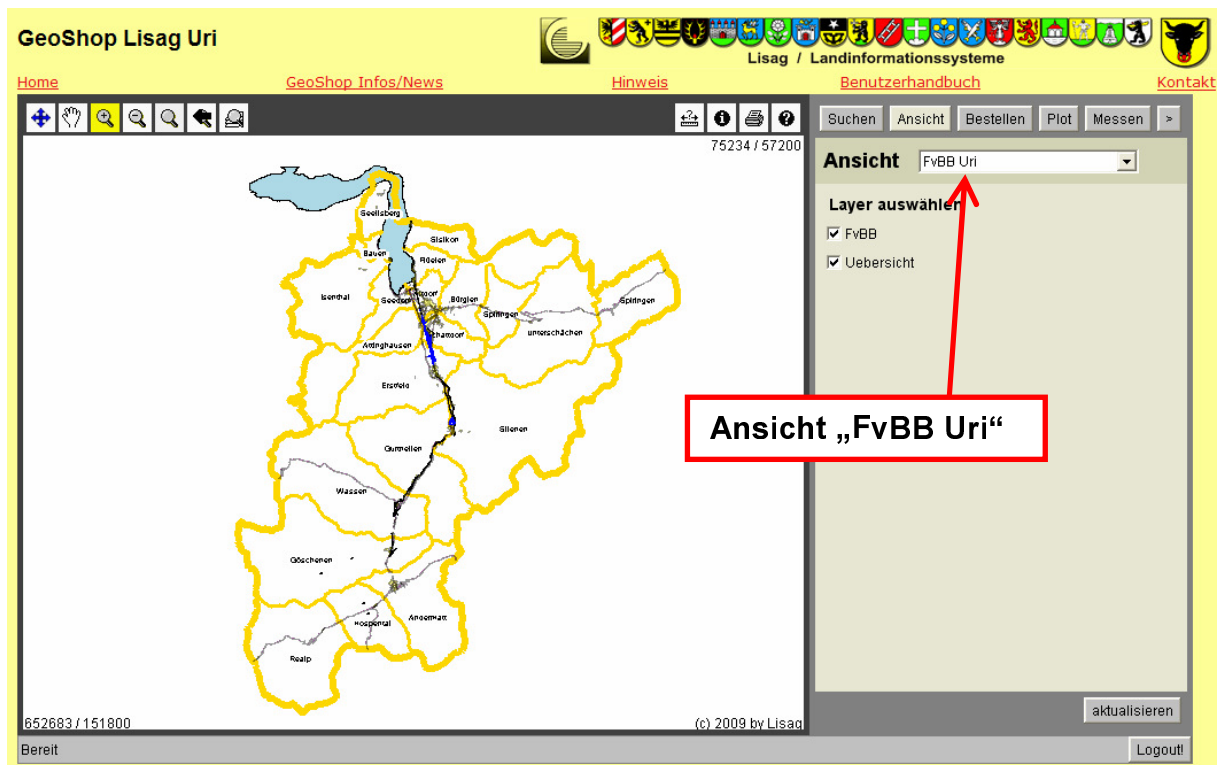 GeoShop Lisag Uri
Lisag / Landinformationssysteme
Home GeoShop Infos/News Hinweis Benutzerhandbuch Kontakt
Suchen Ansicht Bestellen Plot Messen >
75234 / 57200
Ansicht FvBB Uri
Layer auswählen
FvBB
Uebersicht
Seelisberg
Sisikon
Bauen
Flüelen
Isenthal
Bürglen
Spiringen
Spiringen
unterschächen
Attinghausen
Erstfeld
Silenen
Gurtnellen
Wassen
Göschenen
Andermatt
Hospental
Realp
Ansicht „FvBB Uri“
652683 / 151800
(c) 2009 by Lisag
aktualisieren
Bereit
Logout!